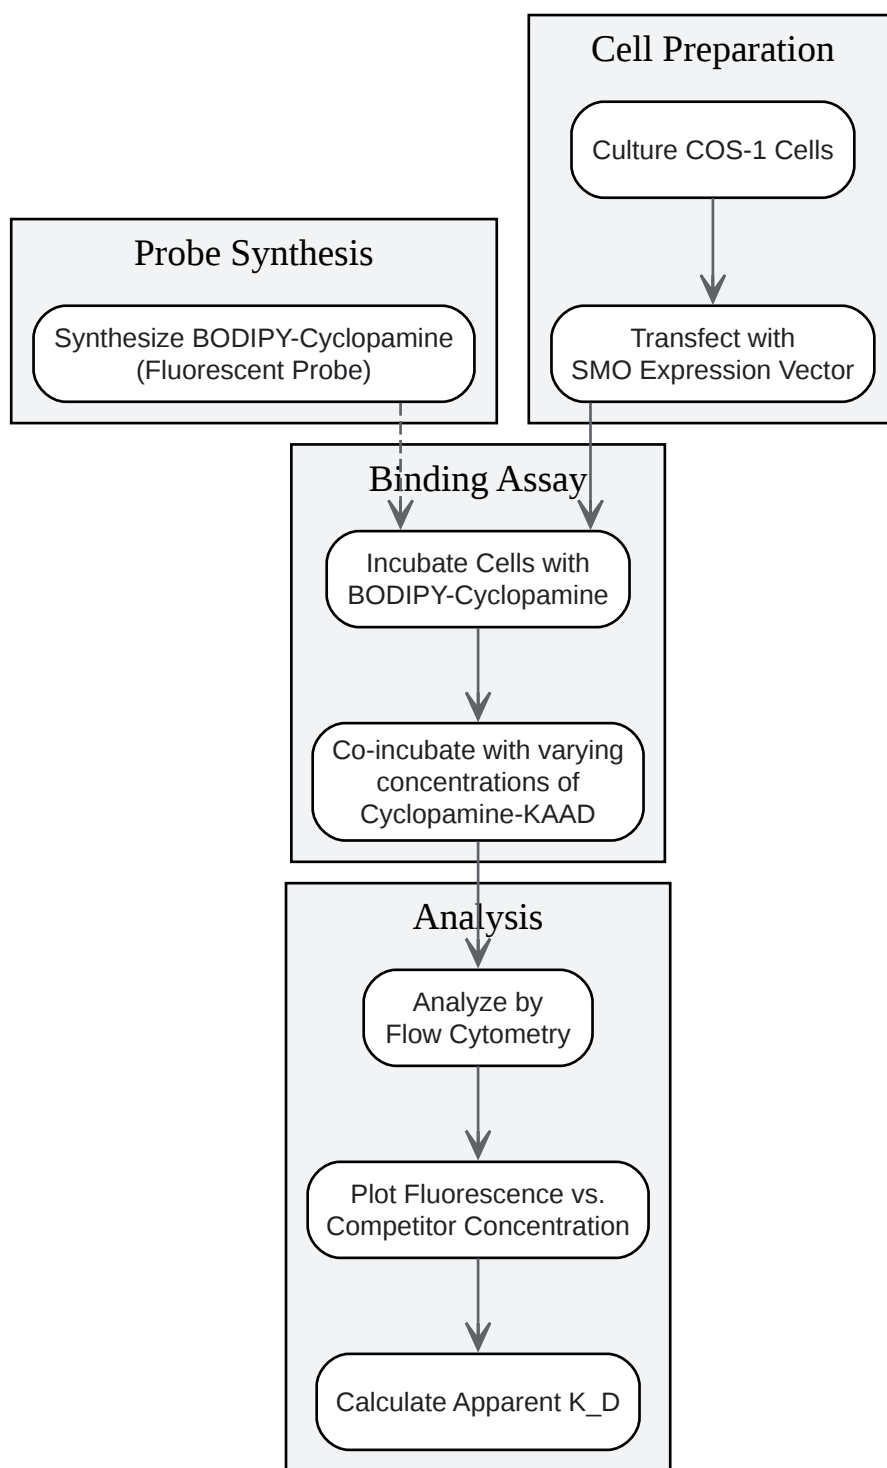 Cell Preparation
Culture COS-1 Cells
Transfect with
SMO Expression Vector
Probe Synthesis
Synthesize BODIPY-Cyclopamine
(Fluorescent Probe)
Binding Assay
Incubate Cells with
BODIPY-Cyclopamine
Co-incubate with varying
concentrations of
Cyclopamine-KAAD
Analysis
Analyze by
Flow Cytometry
Plot Fluorescence vs.
Competitor Concentration
Calculate Apparent K_D